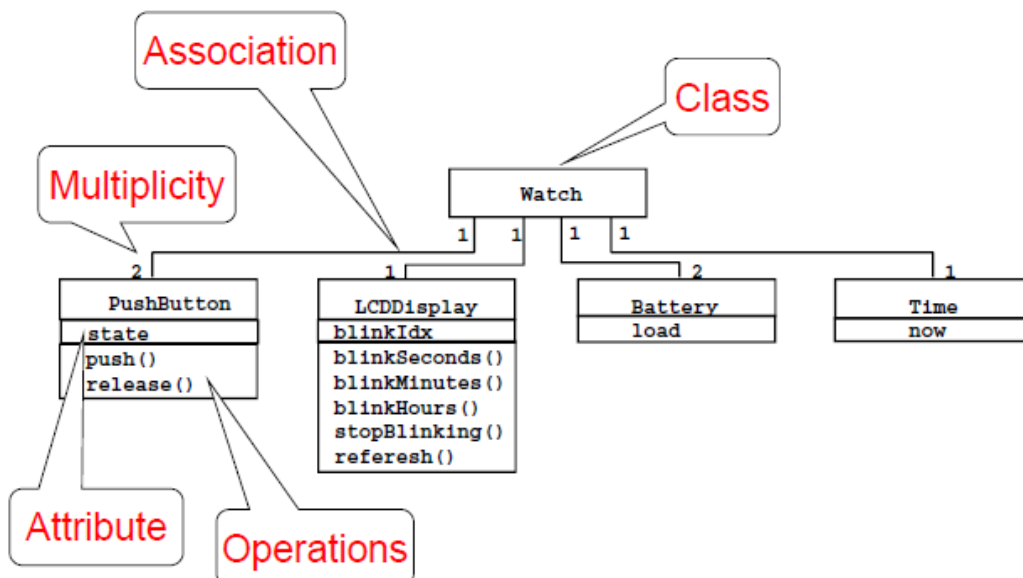 Association
Class
Multiplicity
Watch
1 1 1 1
2 1 2 1
PushButton LCDDisplay Battery Time
state blinkIdx load now
push() blinkSeconds()
release() blinkMinutes()
blinkHours()
stopBlinking()
referesh()
Attribute
Operations